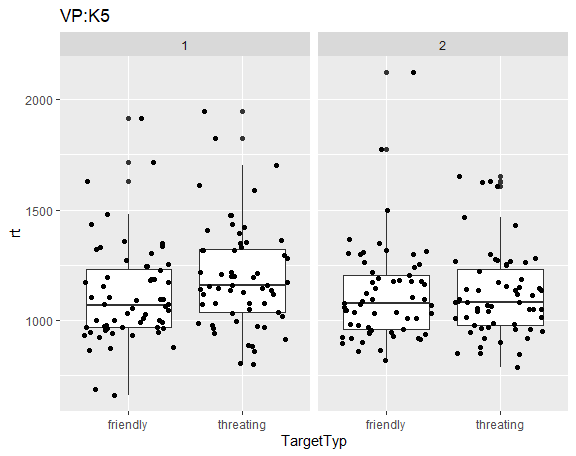 VP:K5
1 2
rt
2000
1500
1000
friendly threating friendly threating
TargetTyp